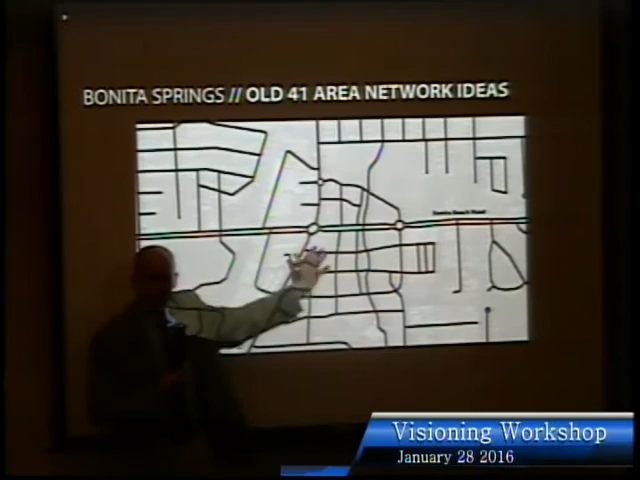 BONITA SPRINGS // OLD 41 AREA NETWORK IDEAS
Visioning Workshop
January 28 2016